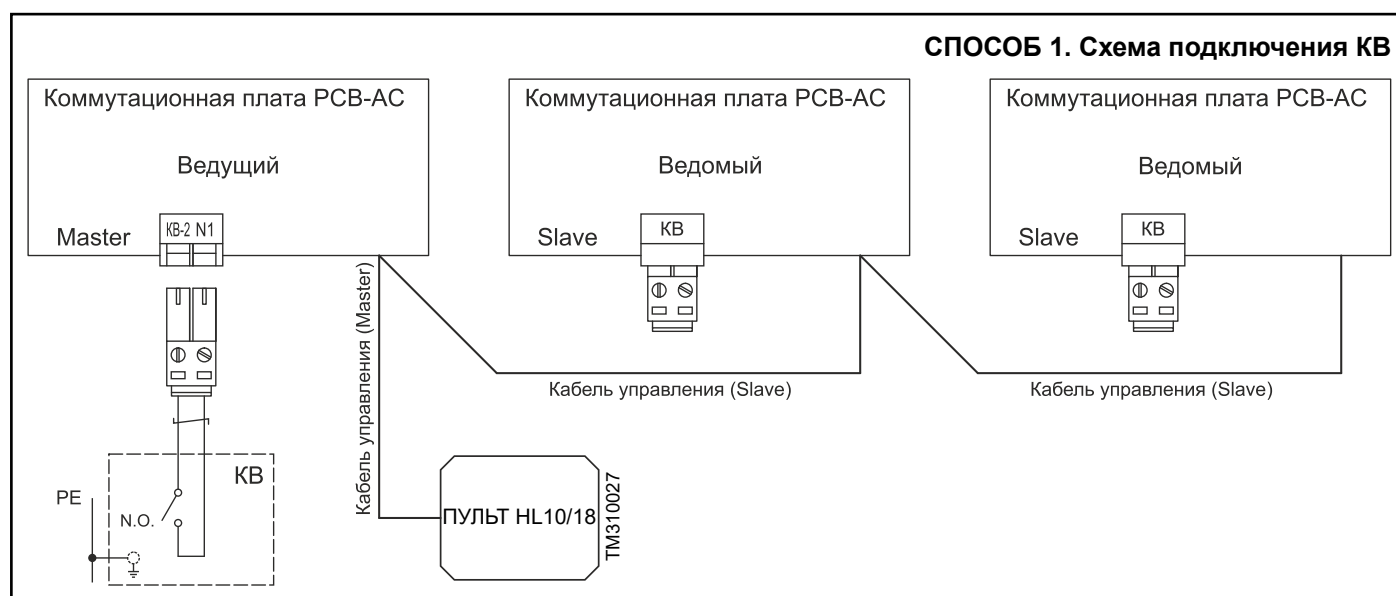 СПОСОБ 1. Схема подключения КВ
Коммутационная плата PCB-AC
Ведущий
Master
КВ-2 N1
Коммутационная плата PCB-AC
Ведомый
Slave
КВ
Коммутационная плата PCB-AC
Ведомый
Slave
КВ
Кабель управления (Master)
Кабель управления (Slave)
Кабель управления (Slave)
КВ
PE
N.O.
ПУЛЬТ HL10/18
TM310027